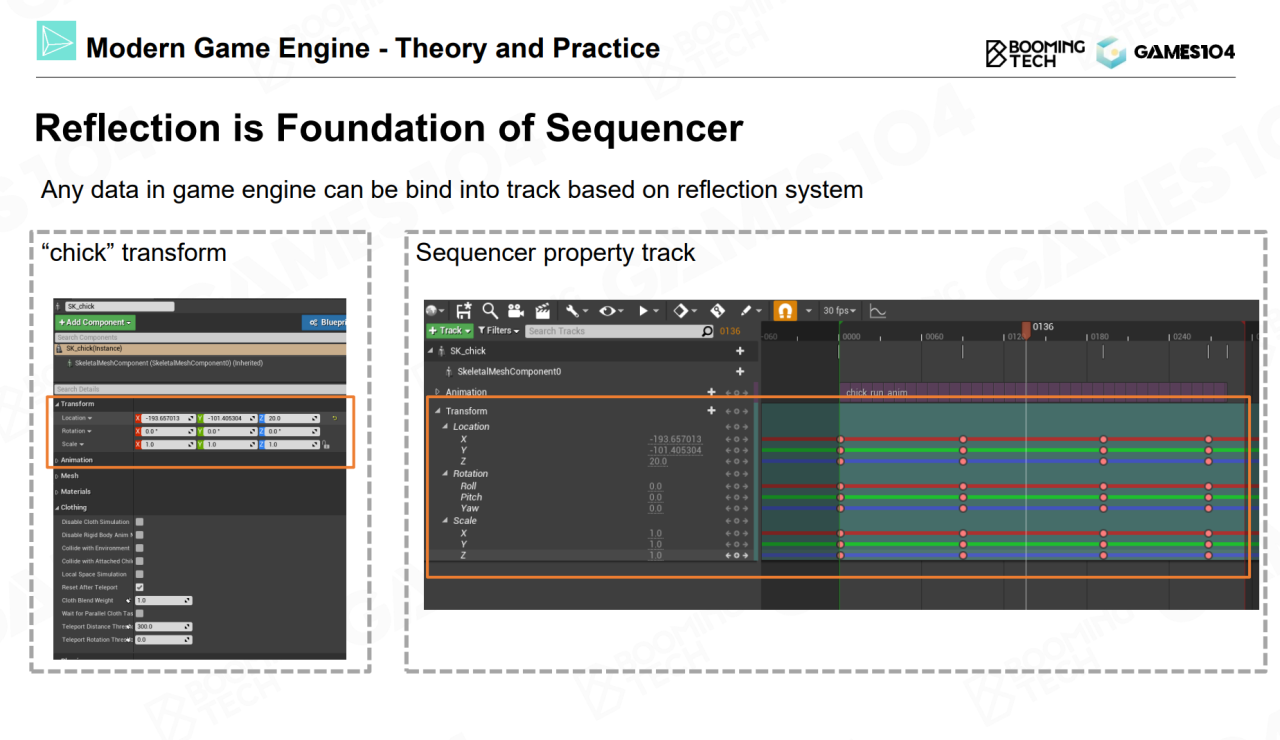 Modern Game Engine - Theory and Practice
BOOMING TECH
GAMES104
Reflection is Foundation of Sequencer
Any data in game engine can be bind into track based on reflection system
“chick” transform
SK_chick
+Add Component
Bluepri
Search Components
SK_chick(Instance)
SkeletalMeshComponent (SkeletalMeshComponent0) (Inherited)
Search Details
Transform
Location X -193.657013 Y -101.405304 Z 20.0
Rotation X 0.0° Y 0.0° Z 0.0°
Scale X 1.0 Y 1.0 Z 1.0
Animation
Mesh
Materials
Clothing
Disable Cloth Simulation
Disable Rigid Body Anim
Collide with Environment
Collide with Attached Chil
Local Space Simulation
Reset After Teleport
Cloth Blend Weight 1.0
Wait for Parallel Cloth Tas
Teleport Distance Thresh 300.0
Teleport Rotation Thresh 0.0
Sequencer property track
30 fps
+ Track Filters Search Tracks 0136
-060 0000 0060 012 0136 0180 0240
SK_chick
SkeletalMeshComponent0
Animation
chick_run_anim
Transform
Location
X -193.657013
Y -101.405304
Z 20.0
Rotation
Roll 0.0
Pitch 0.0
Yaw 0.0
Scale
X 1.0
Y 1.0
Z 1.0